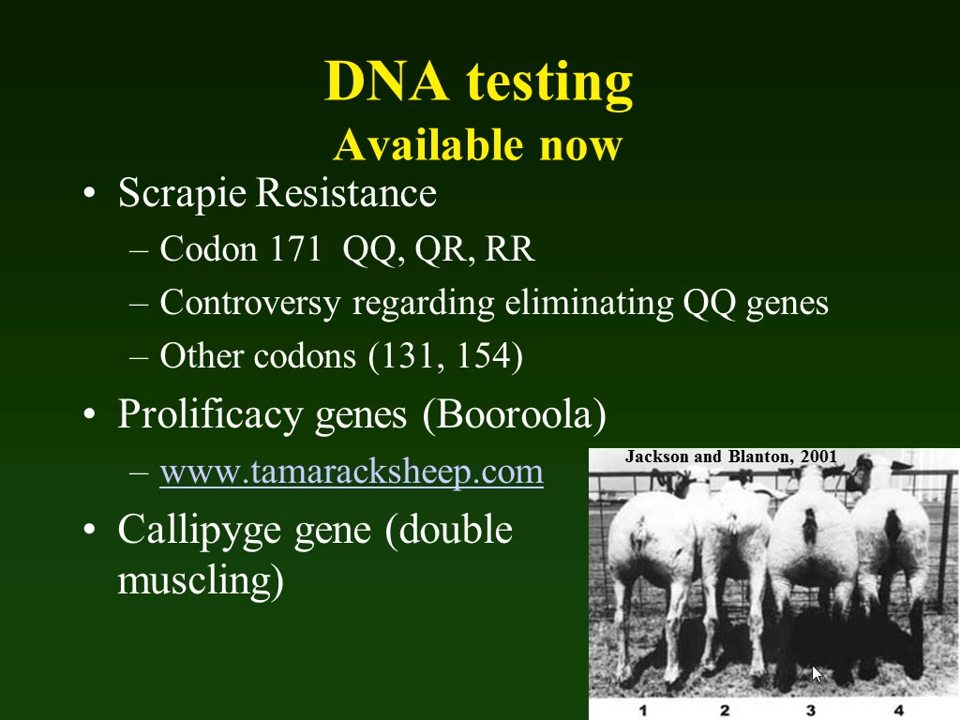 DNA testing
Available now
• Scrapie Resistance
– Codon 171 QQ, QR, RR
– Controversy regarding eliminating QQ genes
– Other codons (131, 154)
• Prolificacy genes (Booroola)
– www.tamaracksheep.com
• Callipyge gene (double
muscling)
Jackson and Blanton, 2001
1 2 3 4